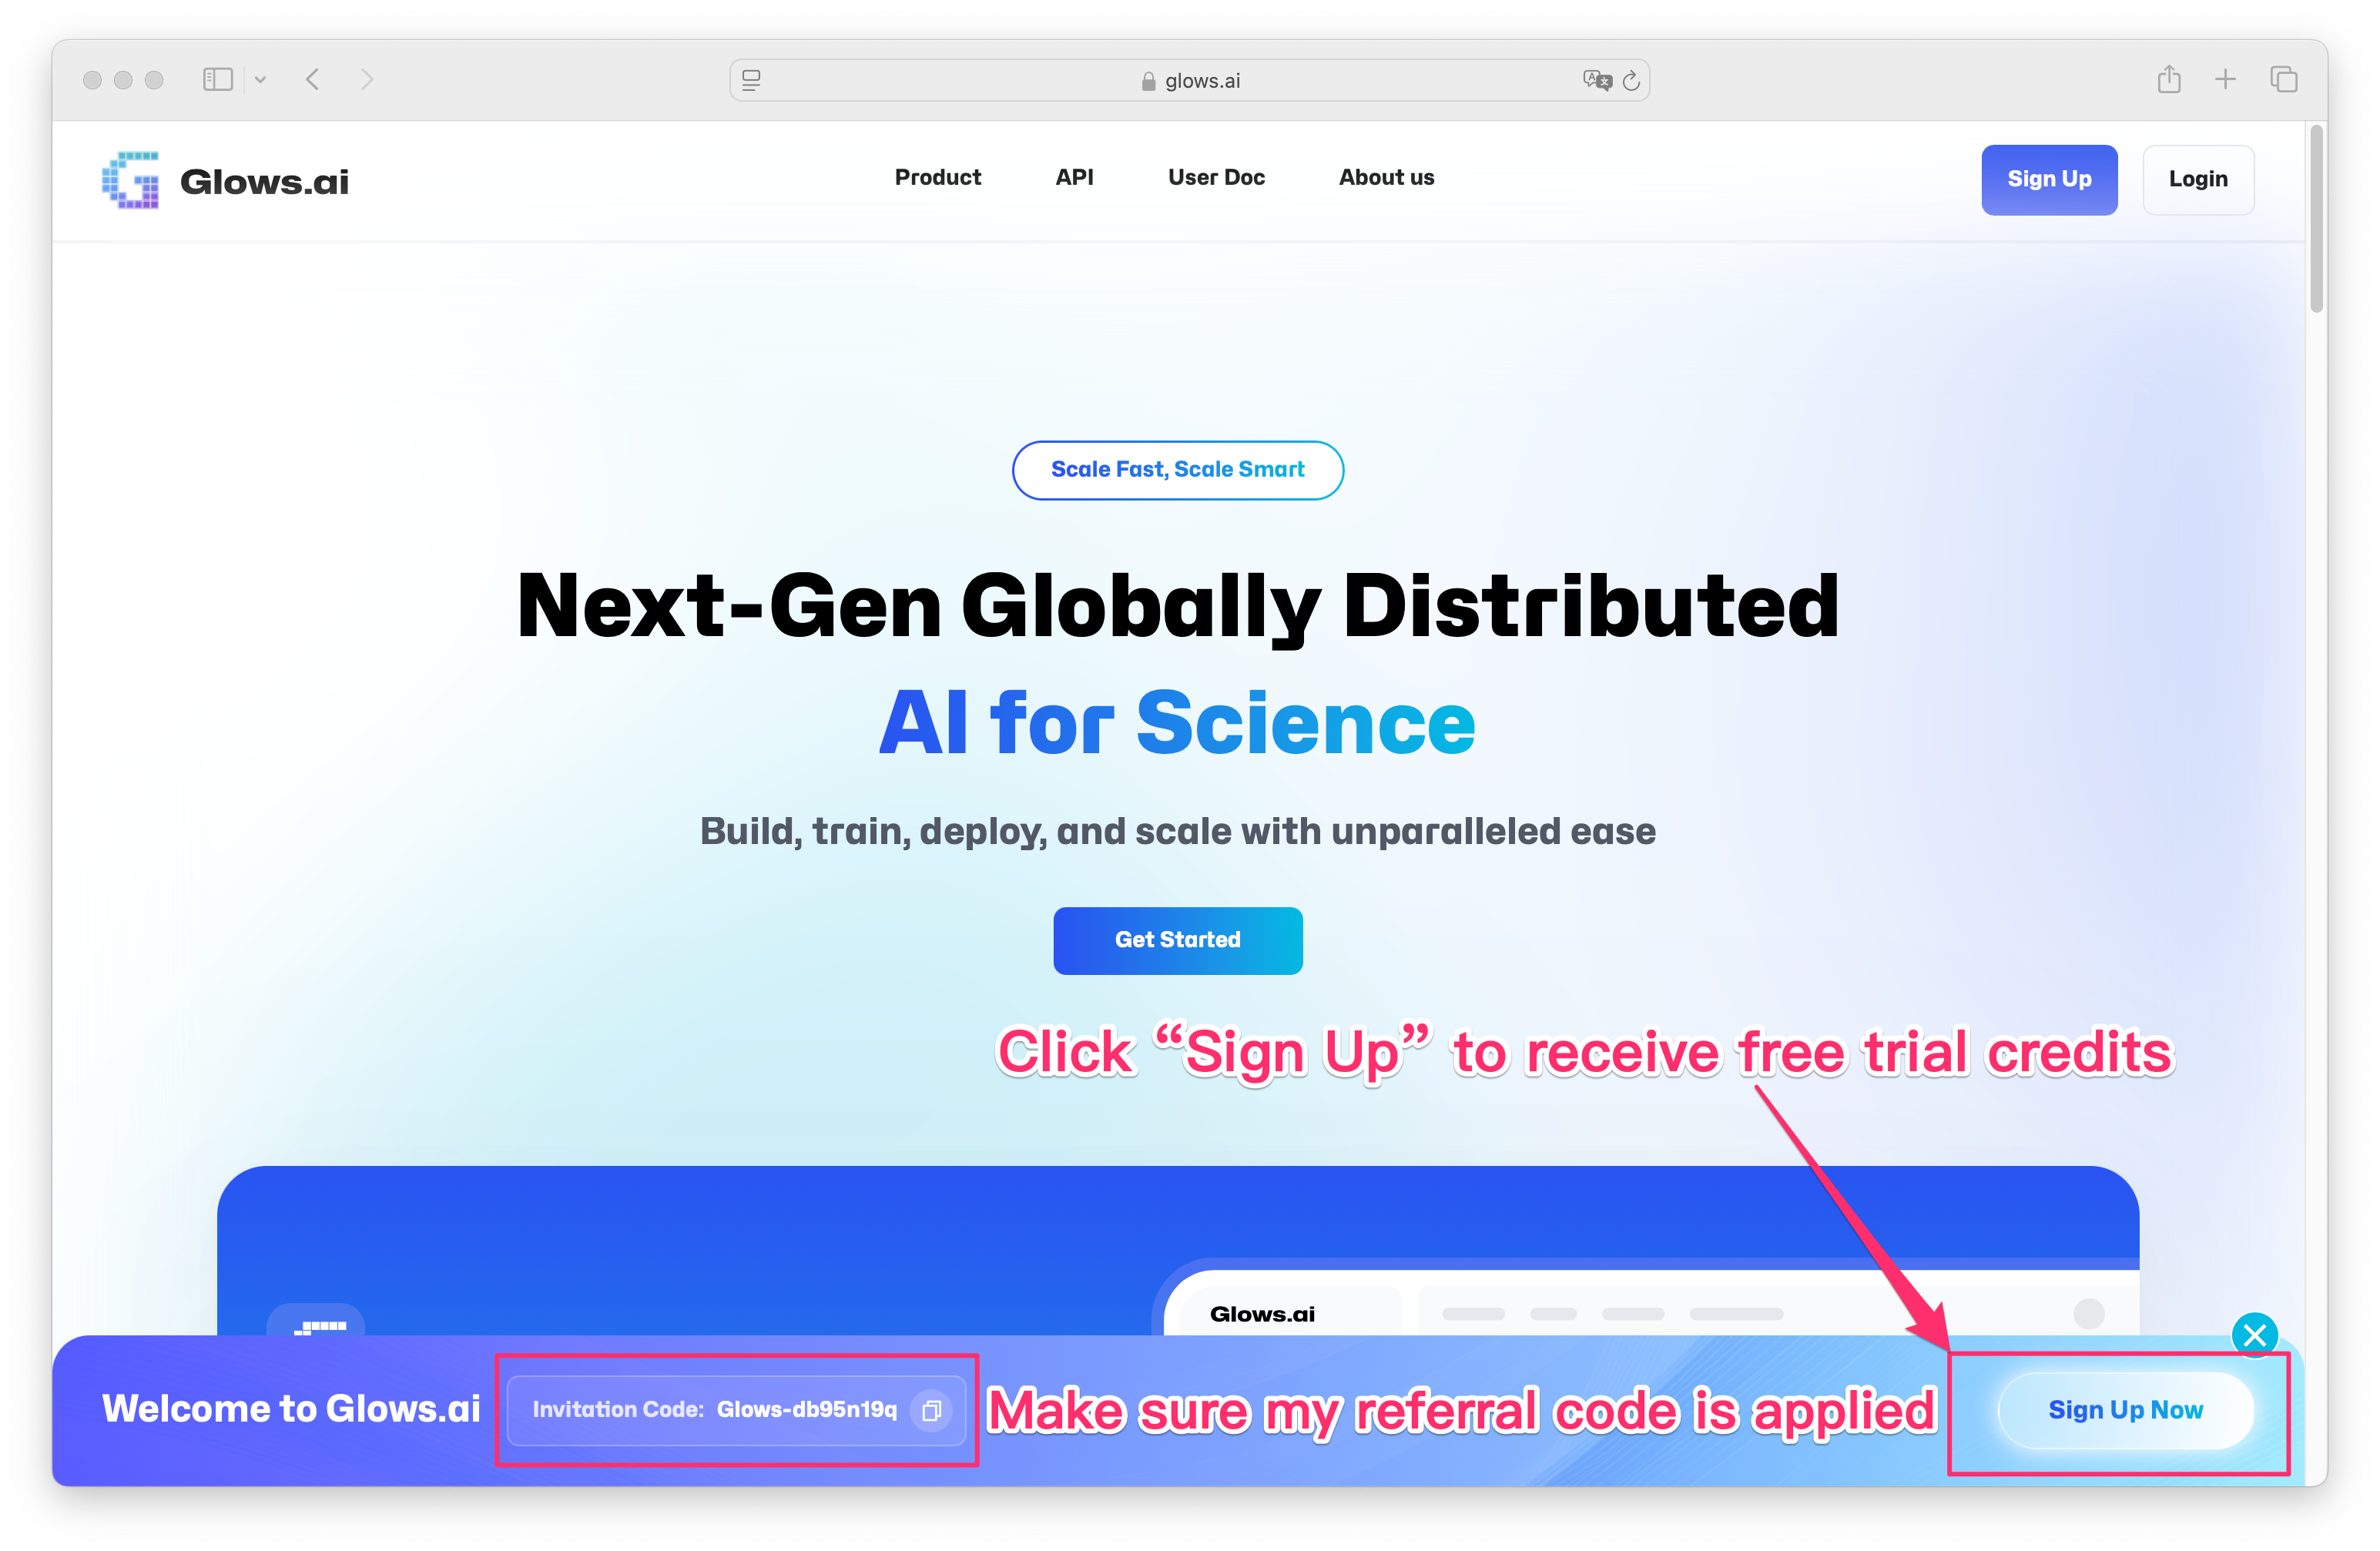 glows.ai
Glows.ai
Product
API
User Doc
About us
Sign Up
Login
Scale Fast, Scale Smart
Next-Gen Globally Distributed
AI for Science
Build, train, deploy, and scale with unparalleled ease
Get Started
Click “Sign Up” to receive free trial credits
Glows.ai
Welcome to Glows.ai
Invitation Code: Glows-db95n19q
Make sure my referral code is applied
Sign Up Now